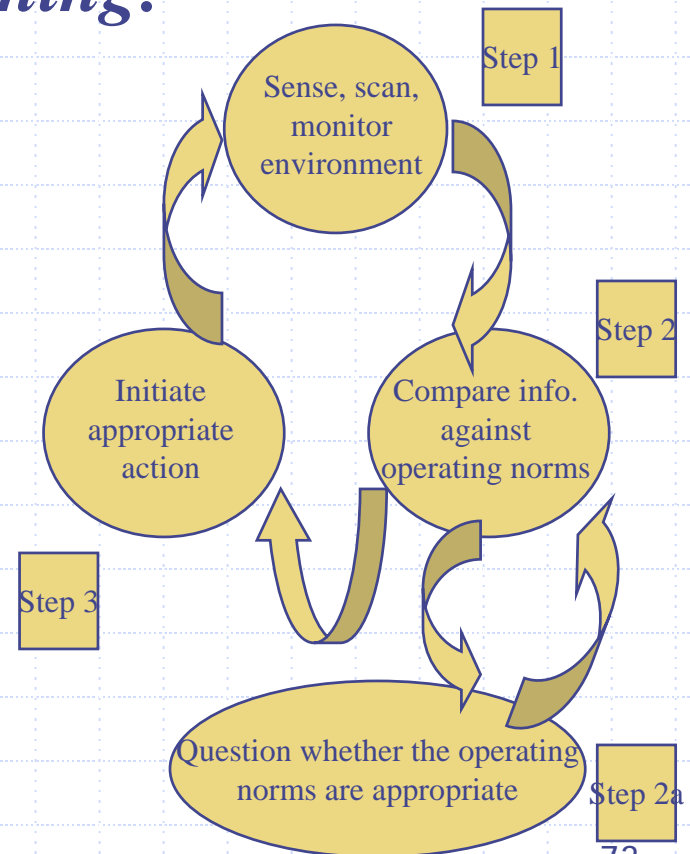 ning?
Step 1
Sense, scan,
monitor
environment
Step 2
Compare info.
against
operating norms
Initiate
appropriate
action
Step 3
Question whether the operating
norms are appropriate
Step 2a